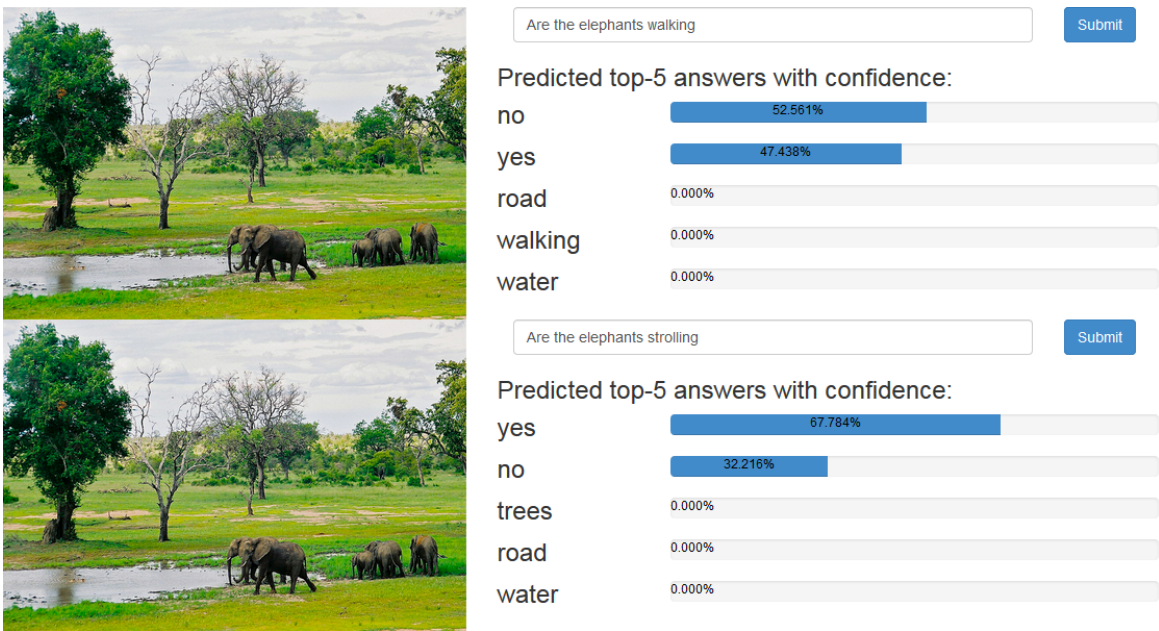 Are the elephants walking Submit
Predicted top-5 answers with confidence:
no 52.561%
yes 47.438%
road 0.000%
walking 0.000%
water 0.000%
Are the elephants strolling Submit
Predicted top-5 answers with confidence:
yes 67.784%
no 32.216%
trees 0.000%
road 0.000%
water 0.000%